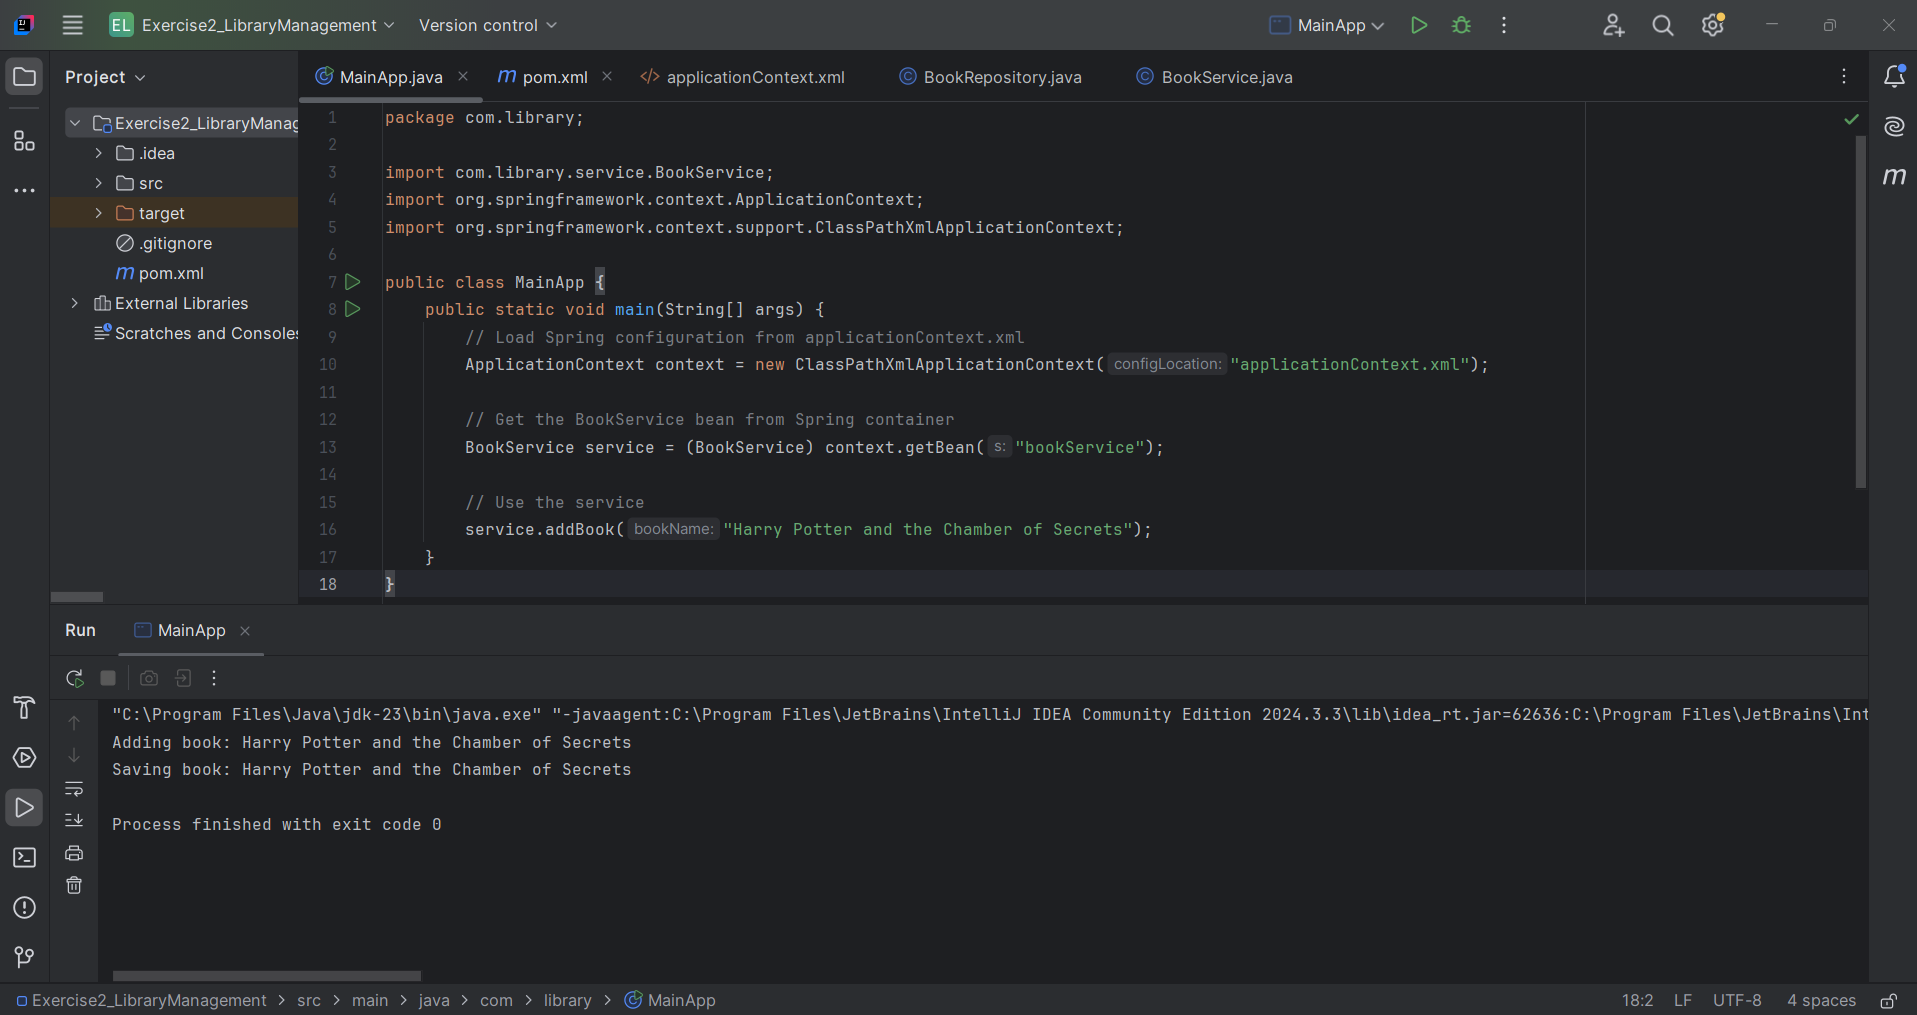 EL Exercise2_LibraryManagement Version control MainApp
Project
MainApp.java pom.xml applicationContext.xml BookRepository.java BookService.java
Exercise2_LibraryManag
.idea
src
target
.gitignore
pom.xml
External Libraries
Scratches and Consoles
1 package com.library;
2
3 import com.library.service.BookService;
4 import org.springframework.context.ApplicationContext;
5 import org.springframework.context.support.ClassPathXmlApplicationContext;
6
7 public class MainApp {
8 public static void main(String[] args) {
9 // Load Spring configuration from applicationContext.xml
10 ApplicationContext context = new ClassPathXmlApplicationContext( configLocation: "applicationContext.xml");
11
12 // Get the BookService bean from Spring container
13 BookService service = (BookService) context.getBean( s: "bookService");
14
15 // Use the service
16 service.addBook( bookName: "Harry Potter and the Chamber of Secrets");
17 }
18 }
Run MainApp
"C:\Program Files\Java\jdk-23\bin\java.exe" "-javaagent:C:\Program Files\JetBrains\IntelliJ IDEA Community Edition 2024.3.3\lib\idea_rt.jar=62636:C:\Program Files\JetBrains\Int
Adding book: Harry Potter and the Chamber of Secrets
Saving book: Harry Potter and the Chamber of Secrets
Process finished with exit code 0
Exercise2_LibraryManagement > src > main > java > com > library > MainApp 18:2 LF UTF-8 4 spaces